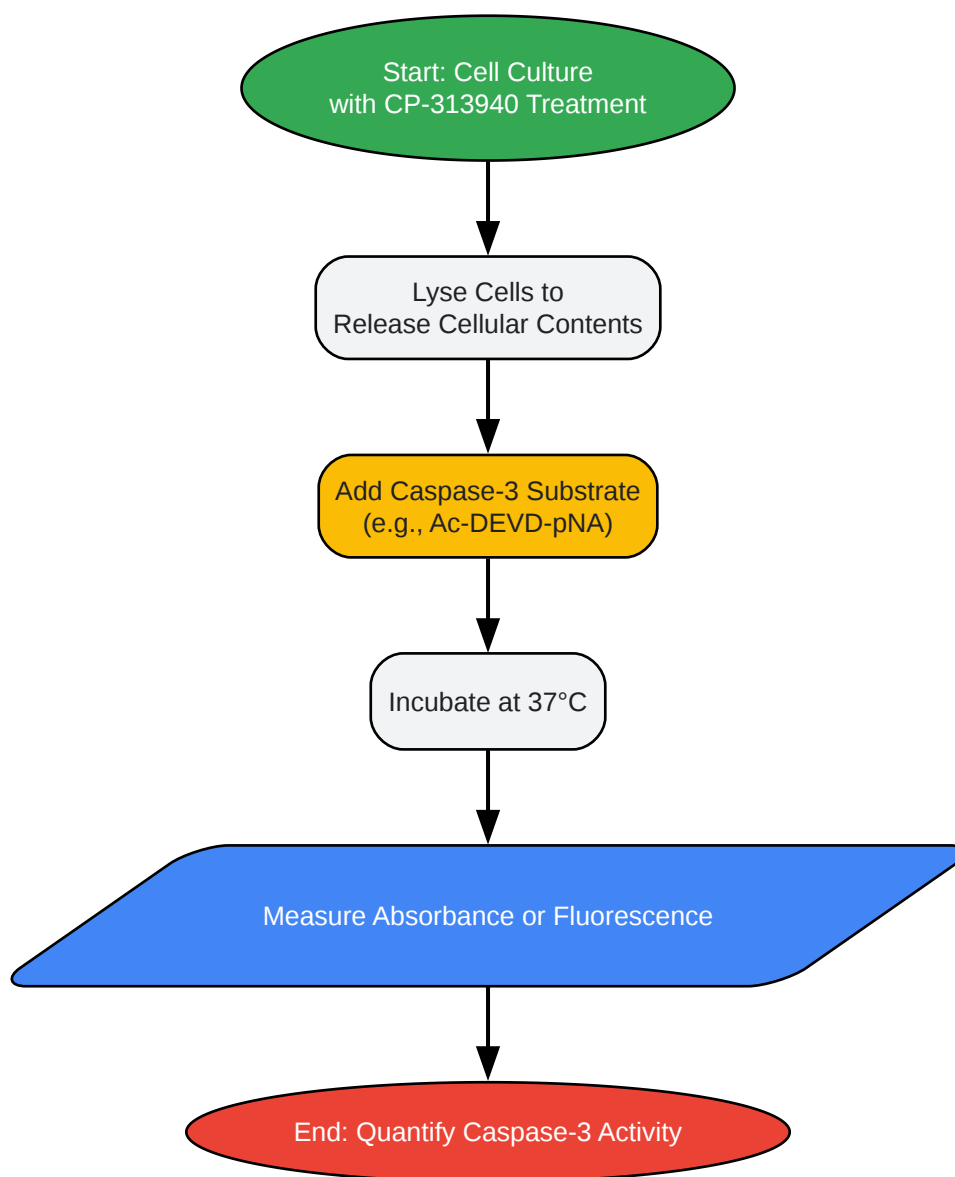 Start: Cell Culture
with CP-313940 Treatment
Lyse Cells to
Release Cellular Contents
Add Caspase-3 Substrate
(e.g., Ac-DEVD-pNA)
Incubate at 37°C
Measure Absorbance or Fluorescence
End: Quantify Caspase-3 Activity